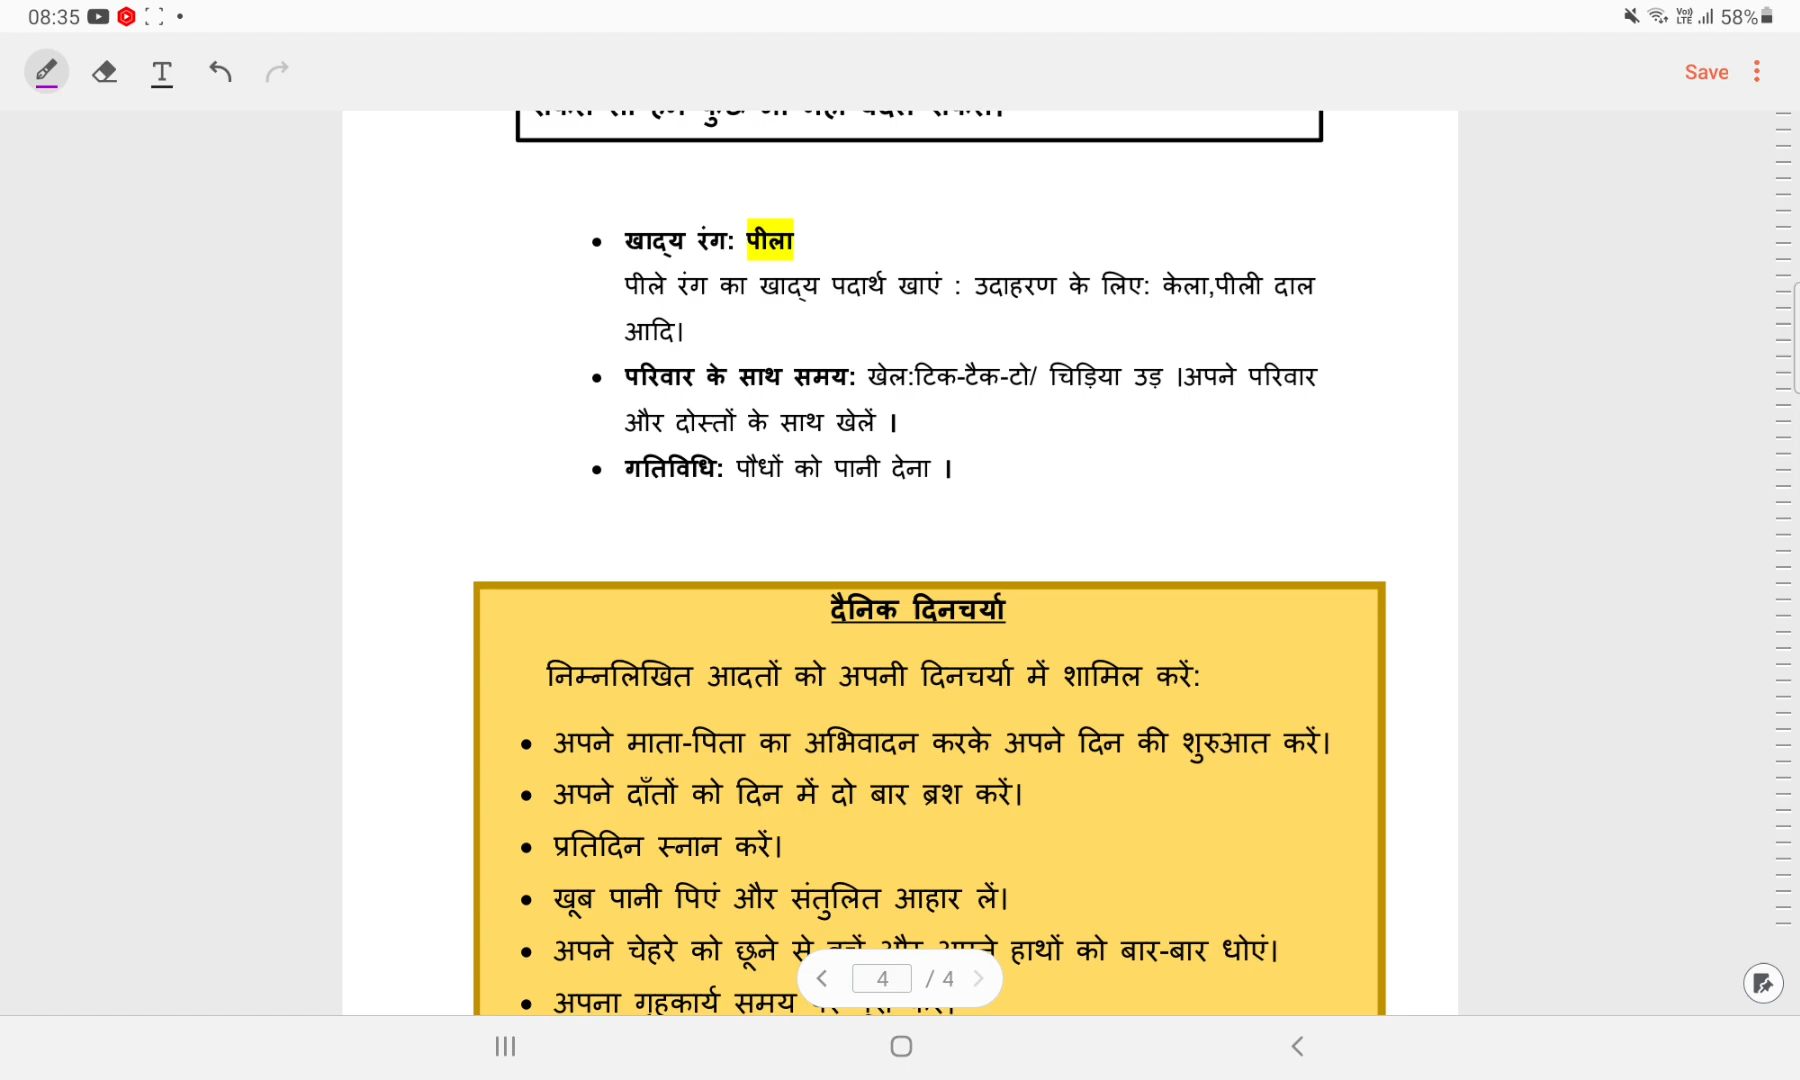 08:35
58%
Save
खाद्य रंग: पीला
पीले रंग का खाद्य पदार्थ खाएं : उदाहरण के लिए: केला,पीली दाल
आदि।
परिवार के साथ समय: खेल:टिक-टैक-टो/ चिड़िया उड़ ।अपने परिवार
और दोस्तों के साथ खेलें ।
गतिविधि: पौधों को पानी देना ।
दैनिक दिनचर्या
निम्नलिखित आदतों को अपनी दिनचर्या में शामिल करें:
अपने माता-पिता का अभिवादन करके अपने दिन की शुरुआत करें।
अपने दाँतों को दिन में दो बार ब्रश करें।
प्रतिदिन स्नान करें।
खूब पानी पिएं और संतुलित आहार लें।
अपने चेहरे को छूने से हाथों को बार-बार धोएं।
4 / 4
अपना गृहकार्य समय